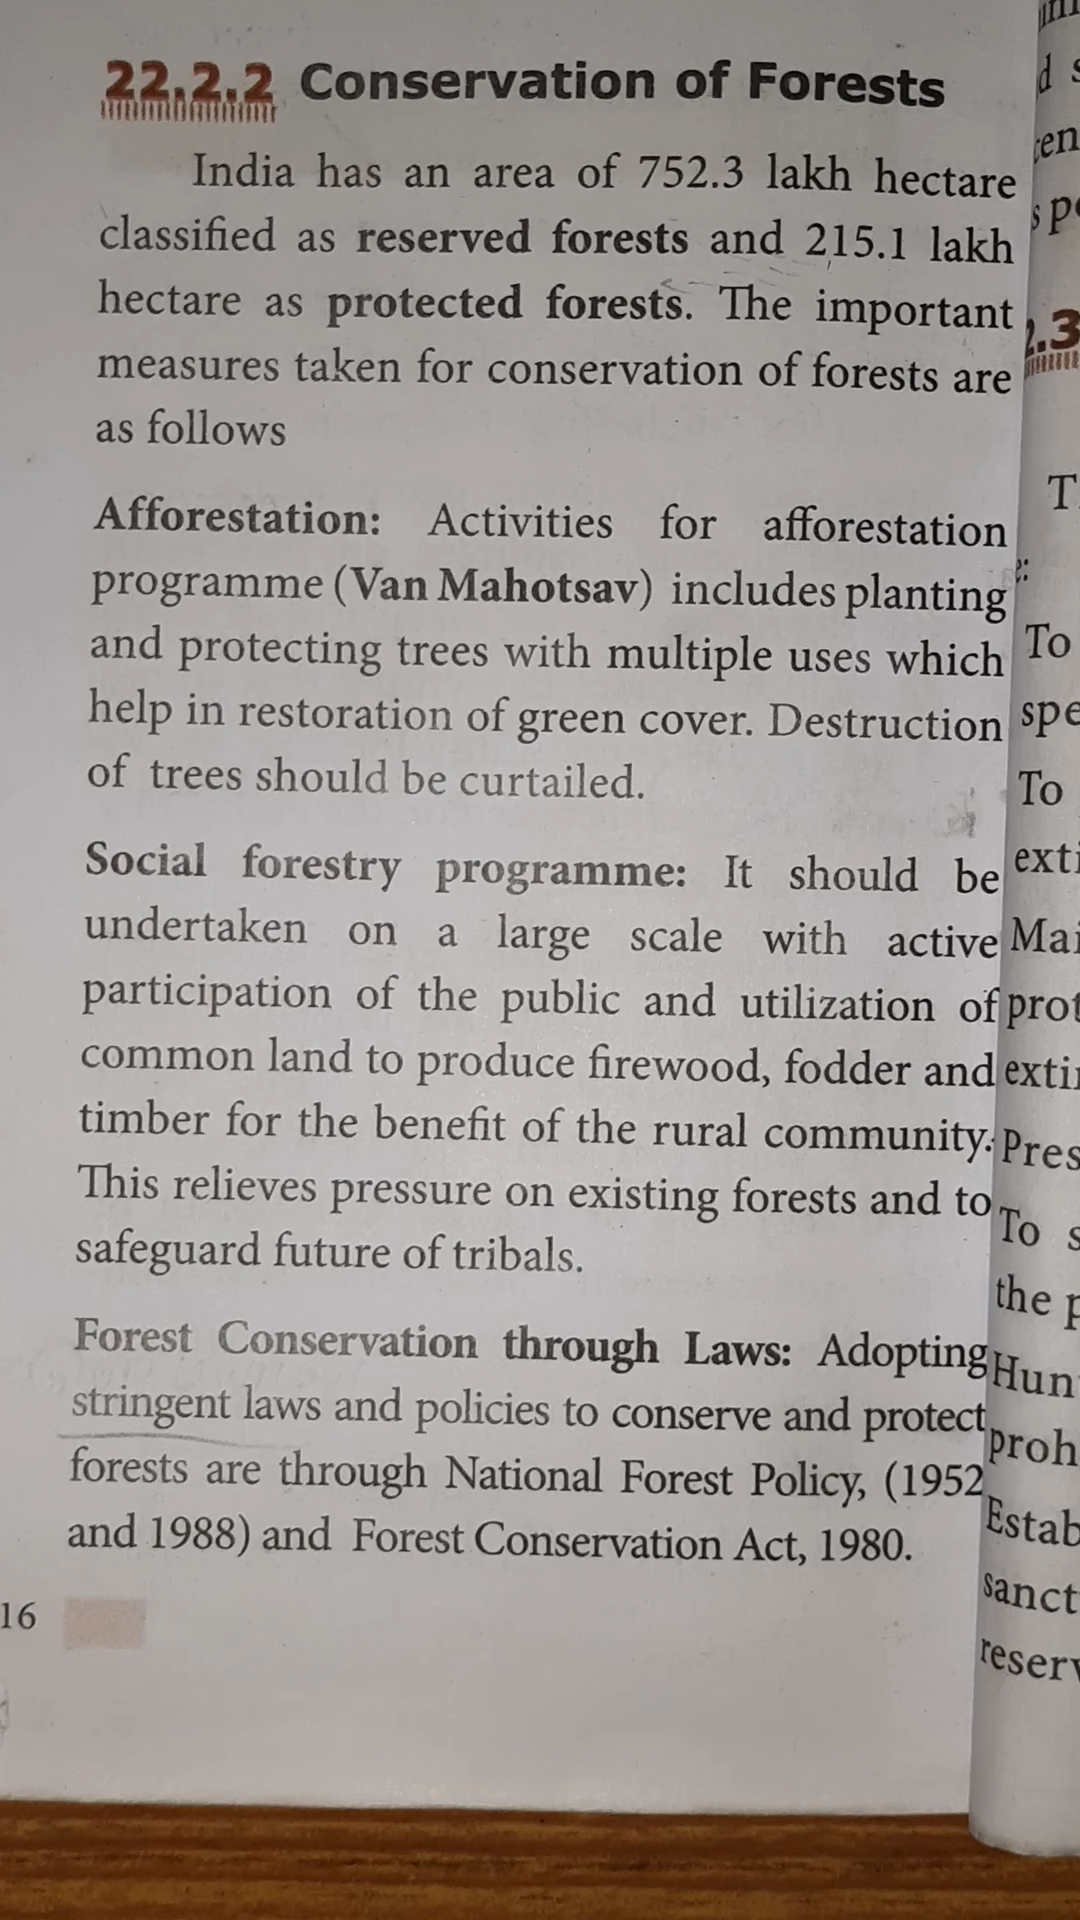 22.2.2 Conservation of Forests
India has an area of 752.3 lakh hectare
classified as reserved forests and 215.1 lakh
hectare as protected forests. The important
measures taken for conservation of forests are
as follows
Afforestation: Activities for afforestation
programme (Van Mahotsav) includes planting
and protecting trees with multiple uses which
help in restoration of green cover. Destruction
of trees should be curtailed.
Social forestry programme: It should be
undertaken on a large scale with active
participation of the public and utilization of
common land to produce firewood, fodder and
timber for the benefit of the rural community.
This relieves pressure on existing forests and to
safeguard future of tribals.
Forest Conservation through Laws: Adopting
stringent laws and policies to conserve and protect
forests are through National Forest Policy, (1952
and 1988) and Forest Conservation Act, 1980.
16
To
To
To
the